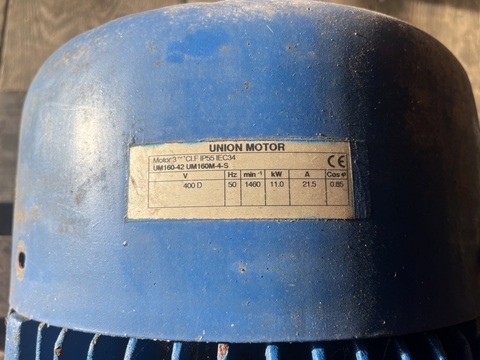 UNION MOTOR
Motor 3 ~ Cl.F IP55 IEC34
UM160-42 UM160M-4-S
CE
V Hz min⁻¹ kW A Cos φ
400 D 50 1460 11.0 21.5 0.85